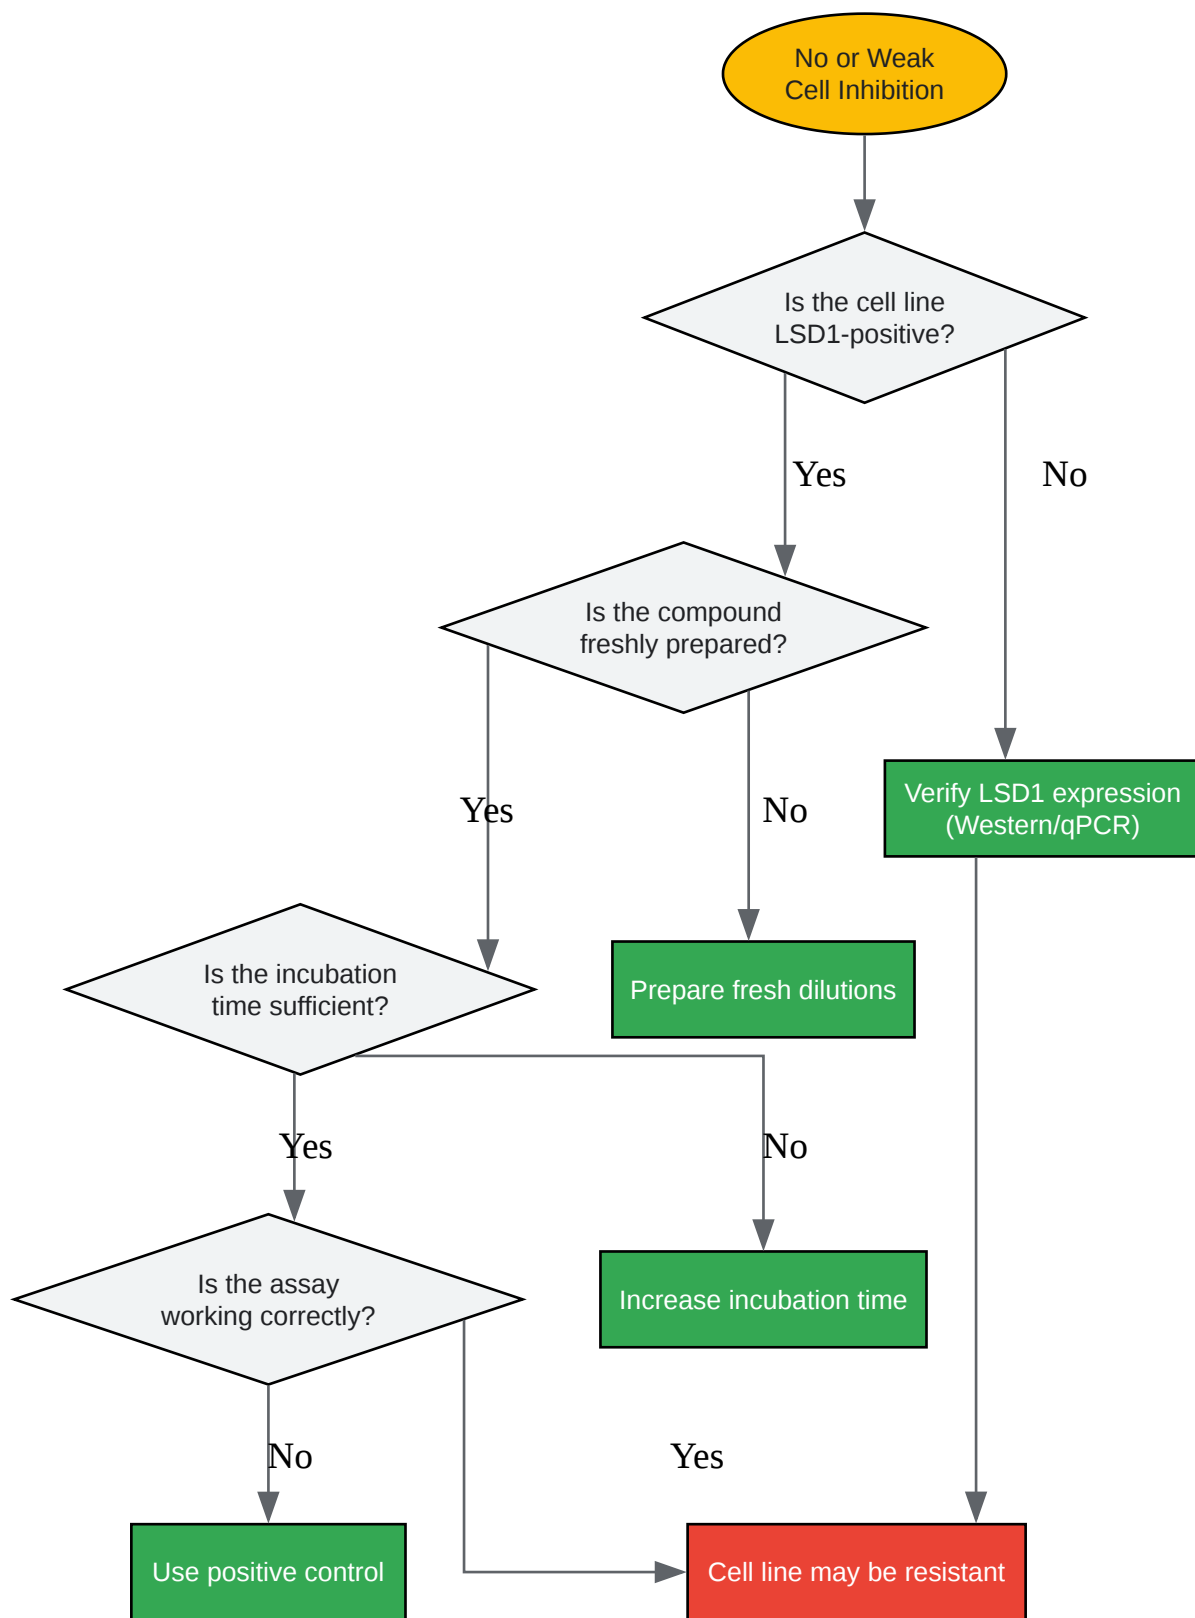 No or Weak
Cell Inhibition
Is the cell line
LSD1-positive?
Yes
No
Is the compound
freshly prepared?
Yes
No
Verify LSD1 expression
(Western/qPCR)
Is the incubation
time sufficient?
Prepare fresh dilutions
Yes
No
Is the assay
working correctly?
Increase incubation time
No
Yes
Use positive control
Cell line may be resistant